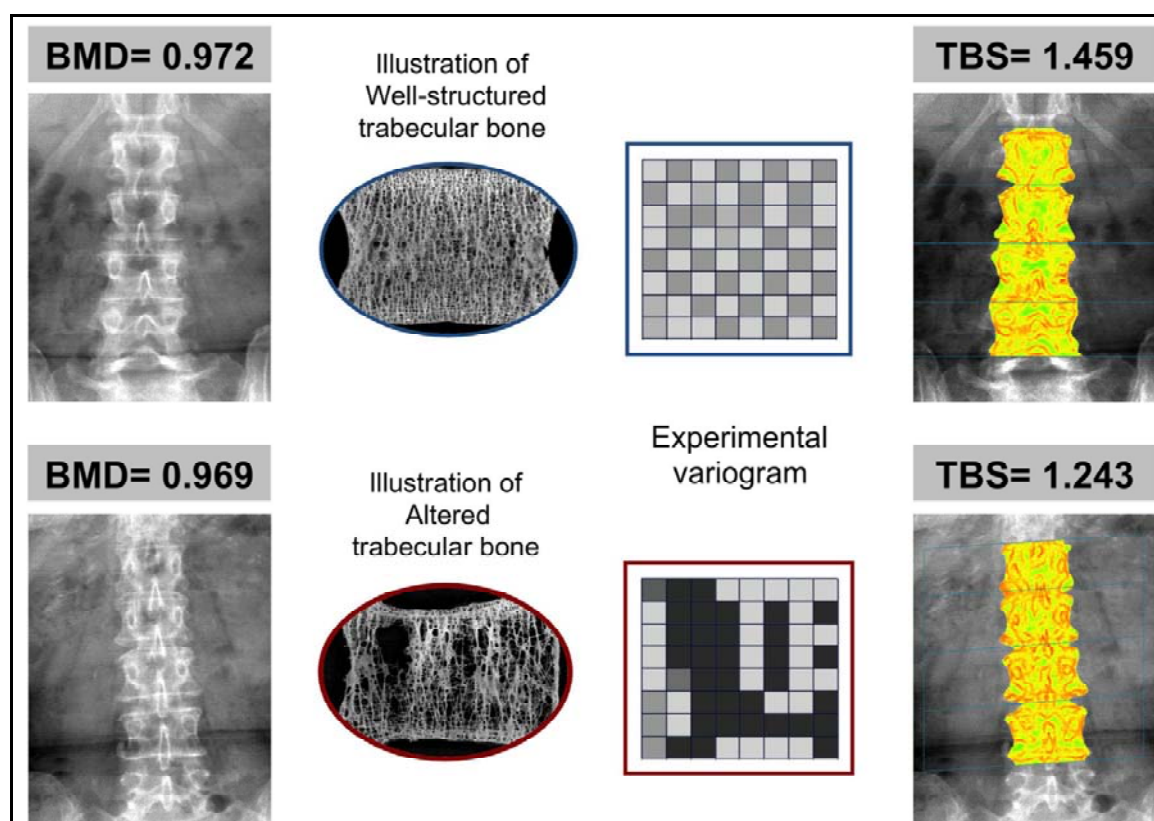 BMD= 0.972
Illustration of
Well-structured
trabecular bone
TBS= 1.459
BMD= 0.969
Illustration of
Altered
trabecular bone
Experimental
variogram
TBS= 1.243